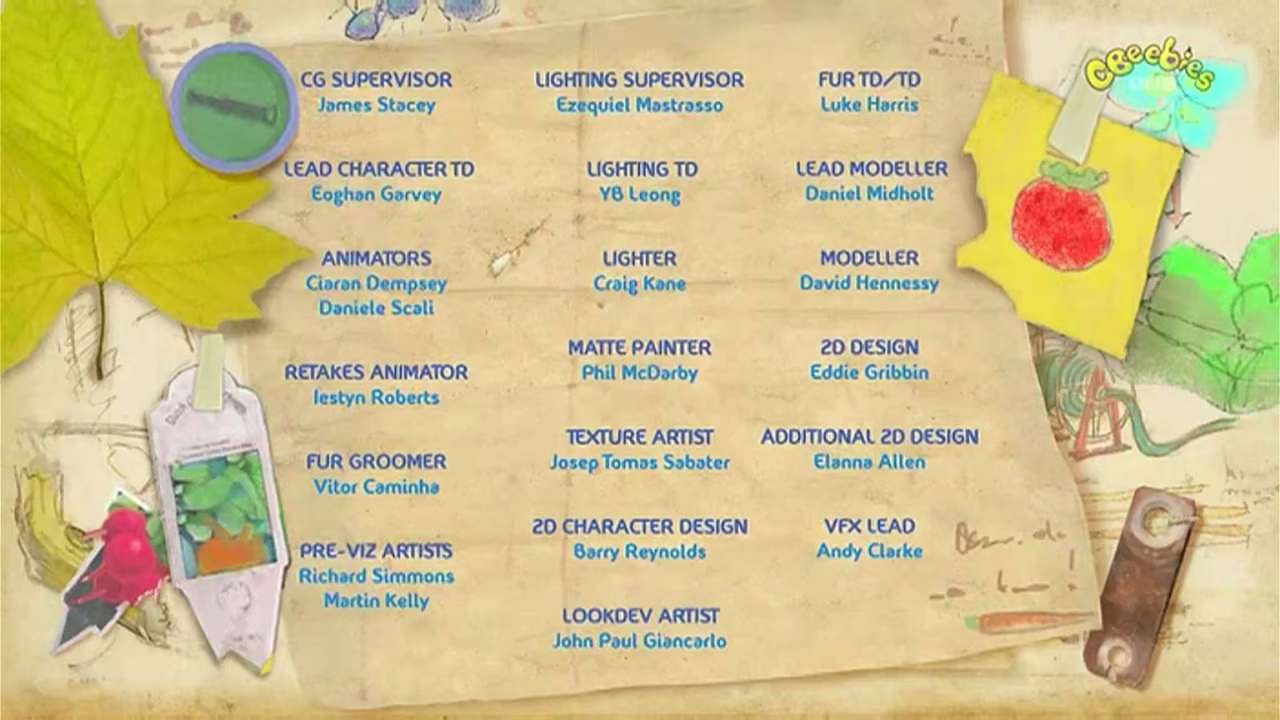 CG SUPERVISOR
James Stacey
LEAD CHARACTER TD
Eoghan Garvey
ANIMATORS
Ciaran Dempsey
Daniele Scali
RETAKES ANIMATOR
Iestyn Roberts
FUR GROOMER
Vitor Caminha
PRE-VIZ ARTISTS
Richard Simmons
Martin Kelly
LIGHTING SUPERVISOR
Ezequiel Mastrasso
LIGHTING TD
YB Leong
LIGHTER
Craig Kane
MATTE PAINTER
Phil McDarby
TEXTURE ARTIST
Josep Tomas Sabater
2D CHARACTER DESIGN
Barry Reynolds
LOOKDEV ARTIST
John Paul Giancarlo
FUR TD/TD
Luke Harris
LEAD MODELLER
Daniel Midholt
MODELLER
David Hennessy
2D DESIGN
Eddie Gribbin
ADDITIONAL 2D DESIGN
Elanna Allen
VFX LEAD
Andy Clarke
CBeebies